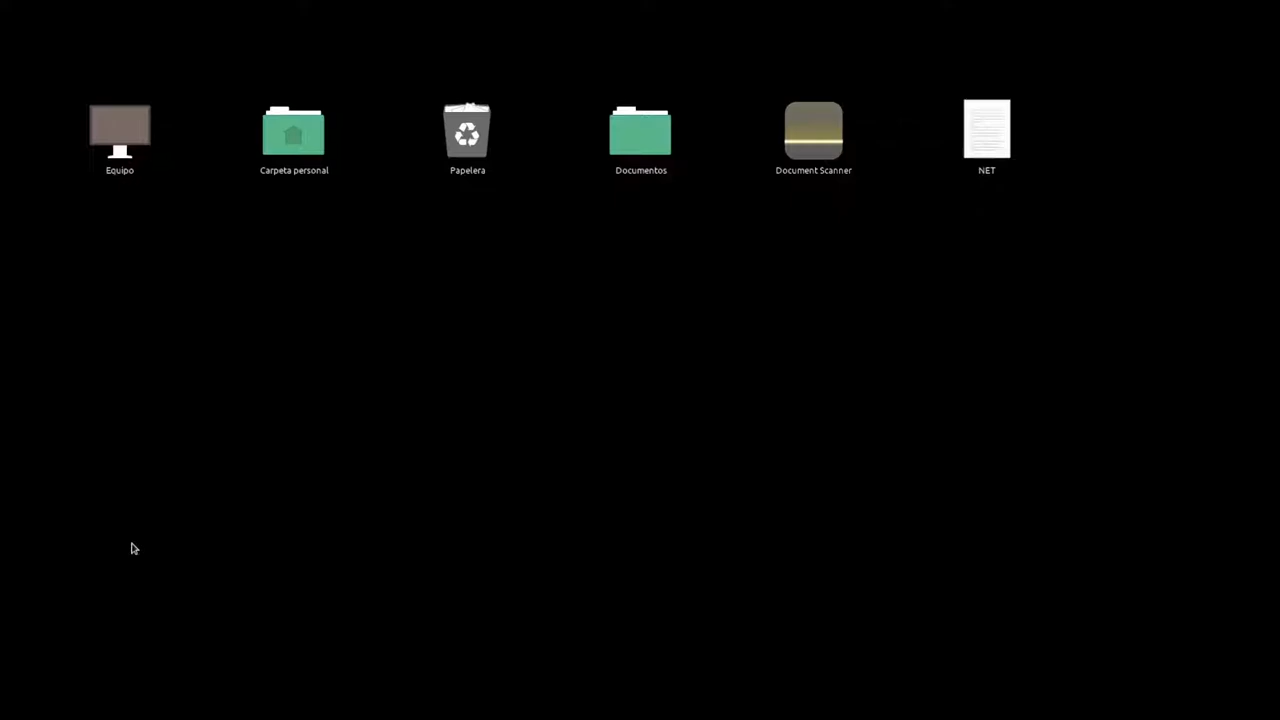 Equipo
Carpeta personal
Papelera
Documentos
Document Scanner
NET